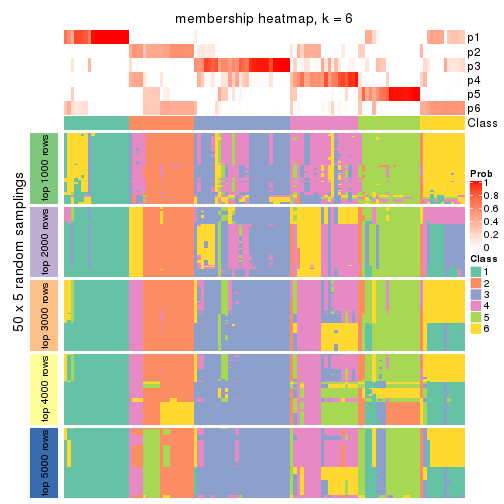 membership heatmap, k = 6
p1
p2
p3
p4
p5
p6
Class
50 x 5 random samplings
top 1000 rows
top 2000 rows
top 3000 rows
top 4000 rows
top 5000 rows
Prob
1
0.8
0.6
0.4
0.2
0
Class
1
2
3
4
5
6